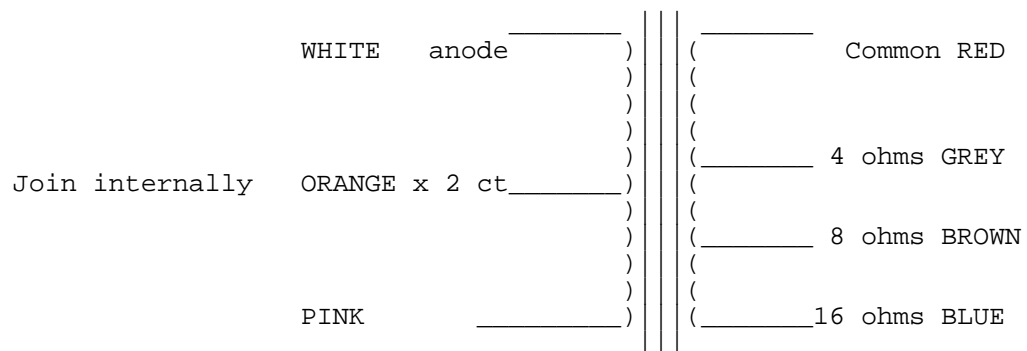 WHITE anode Common RED
4 ohms GREY
Join internally ORANGE x 2 ct
8 ohms BROWN
PINK 16 ohms BLUE